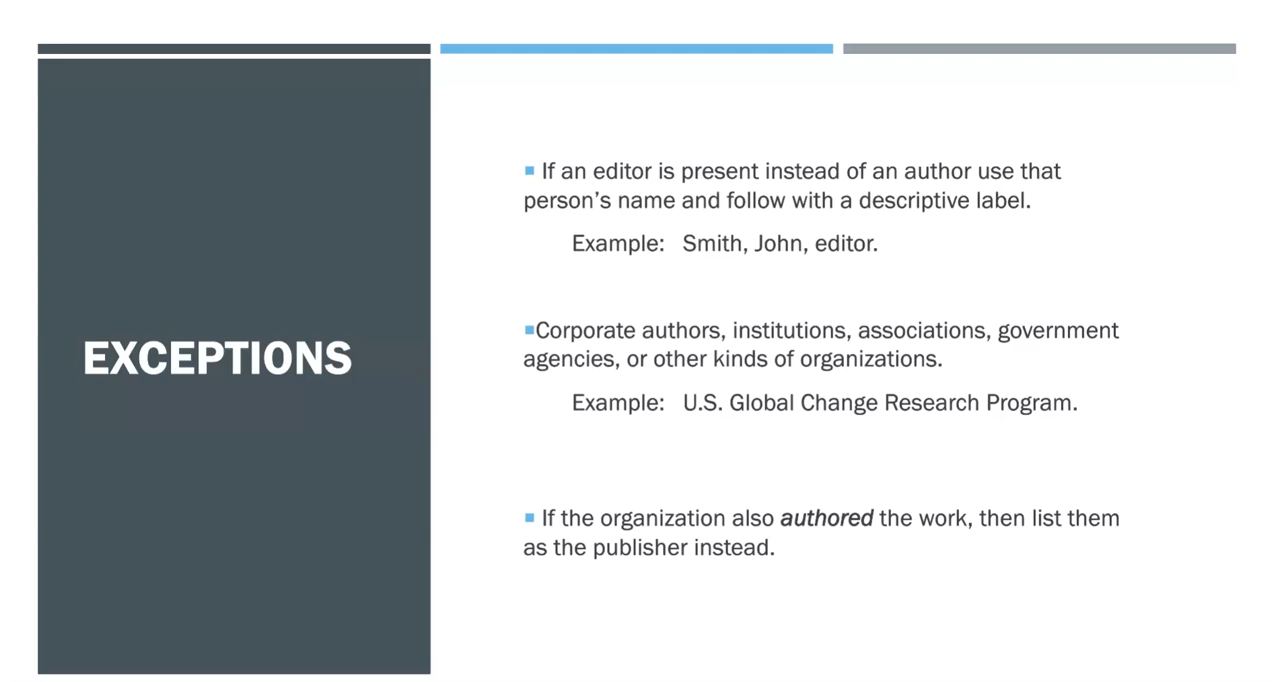 EXCEPTIONS
▪ If an editor is present instead of an author use that
person’s name and follow with a descriptive label.
Example: Smith, John, editor.
▪Corporate authors, institutions, associations, government
agencies, or other kinds of organizations.
Example: U.S. Global Change Research Program.
▪ If the organization also authored the work, then list them
as the publisher instead.